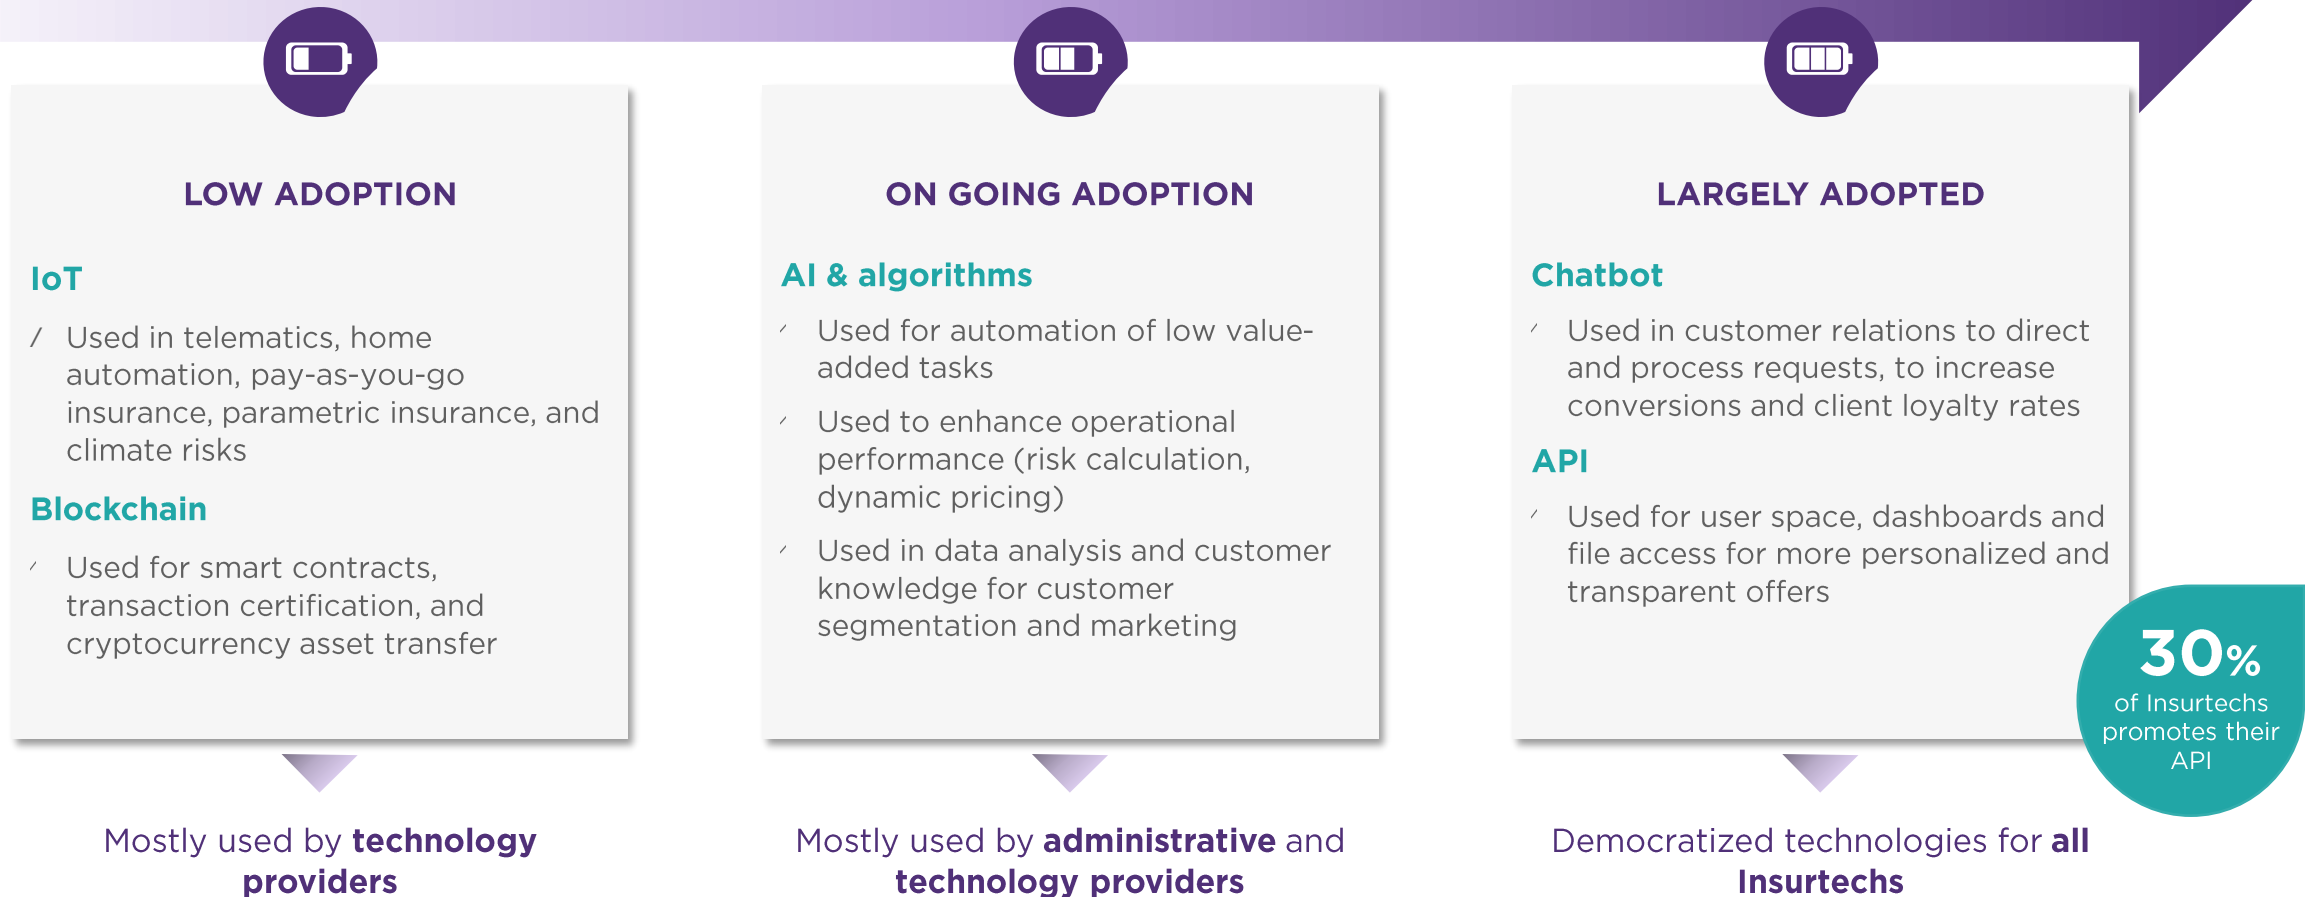 LOW ADOPTION
IoT
/ Used in telematics, home
automation, pay-as-you-go
insurance, parametric insurance, and
climate risks
Blockchain
/ Used for smart contracts,
transaction certification, and
cryptocurrency asset transfer
Mostly used by technology
providers
ON GOING ADOPTION
AI & algorithms
/ Used for automation of low value-
added tasks
/ Used to enhance operational
performance (risk calculation,
dynamic pricing)
/ Used in data analysis and customer
knowledge for customer
segmentation and marketing
Mostly used by administrative and
technology providers
LARGELY ADOPTED
Chatbot
/ Used in customer relations to direct
and process requests, to increase
conversions and client loyalty rates
API
/ Used for user space, dashboards and
file access for more personalized and
transparent offers
30%
of Insurtechs
promotes their
API
Democratized technologies for all
Insurtechs